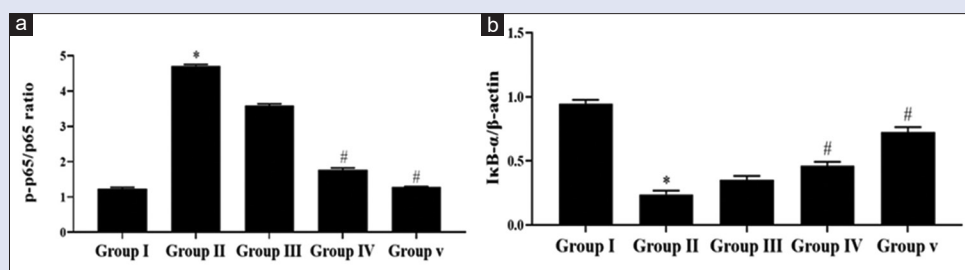 a
p-p65/p65 ratio
5
4
3
2
1
0
*
#
#
Group I Group II Group III Group IV Group v
b
IκB-α/β-actin
1.5
1.0
0.5
0.0
*
#
#
Group I Group II Group III Group IV Group v